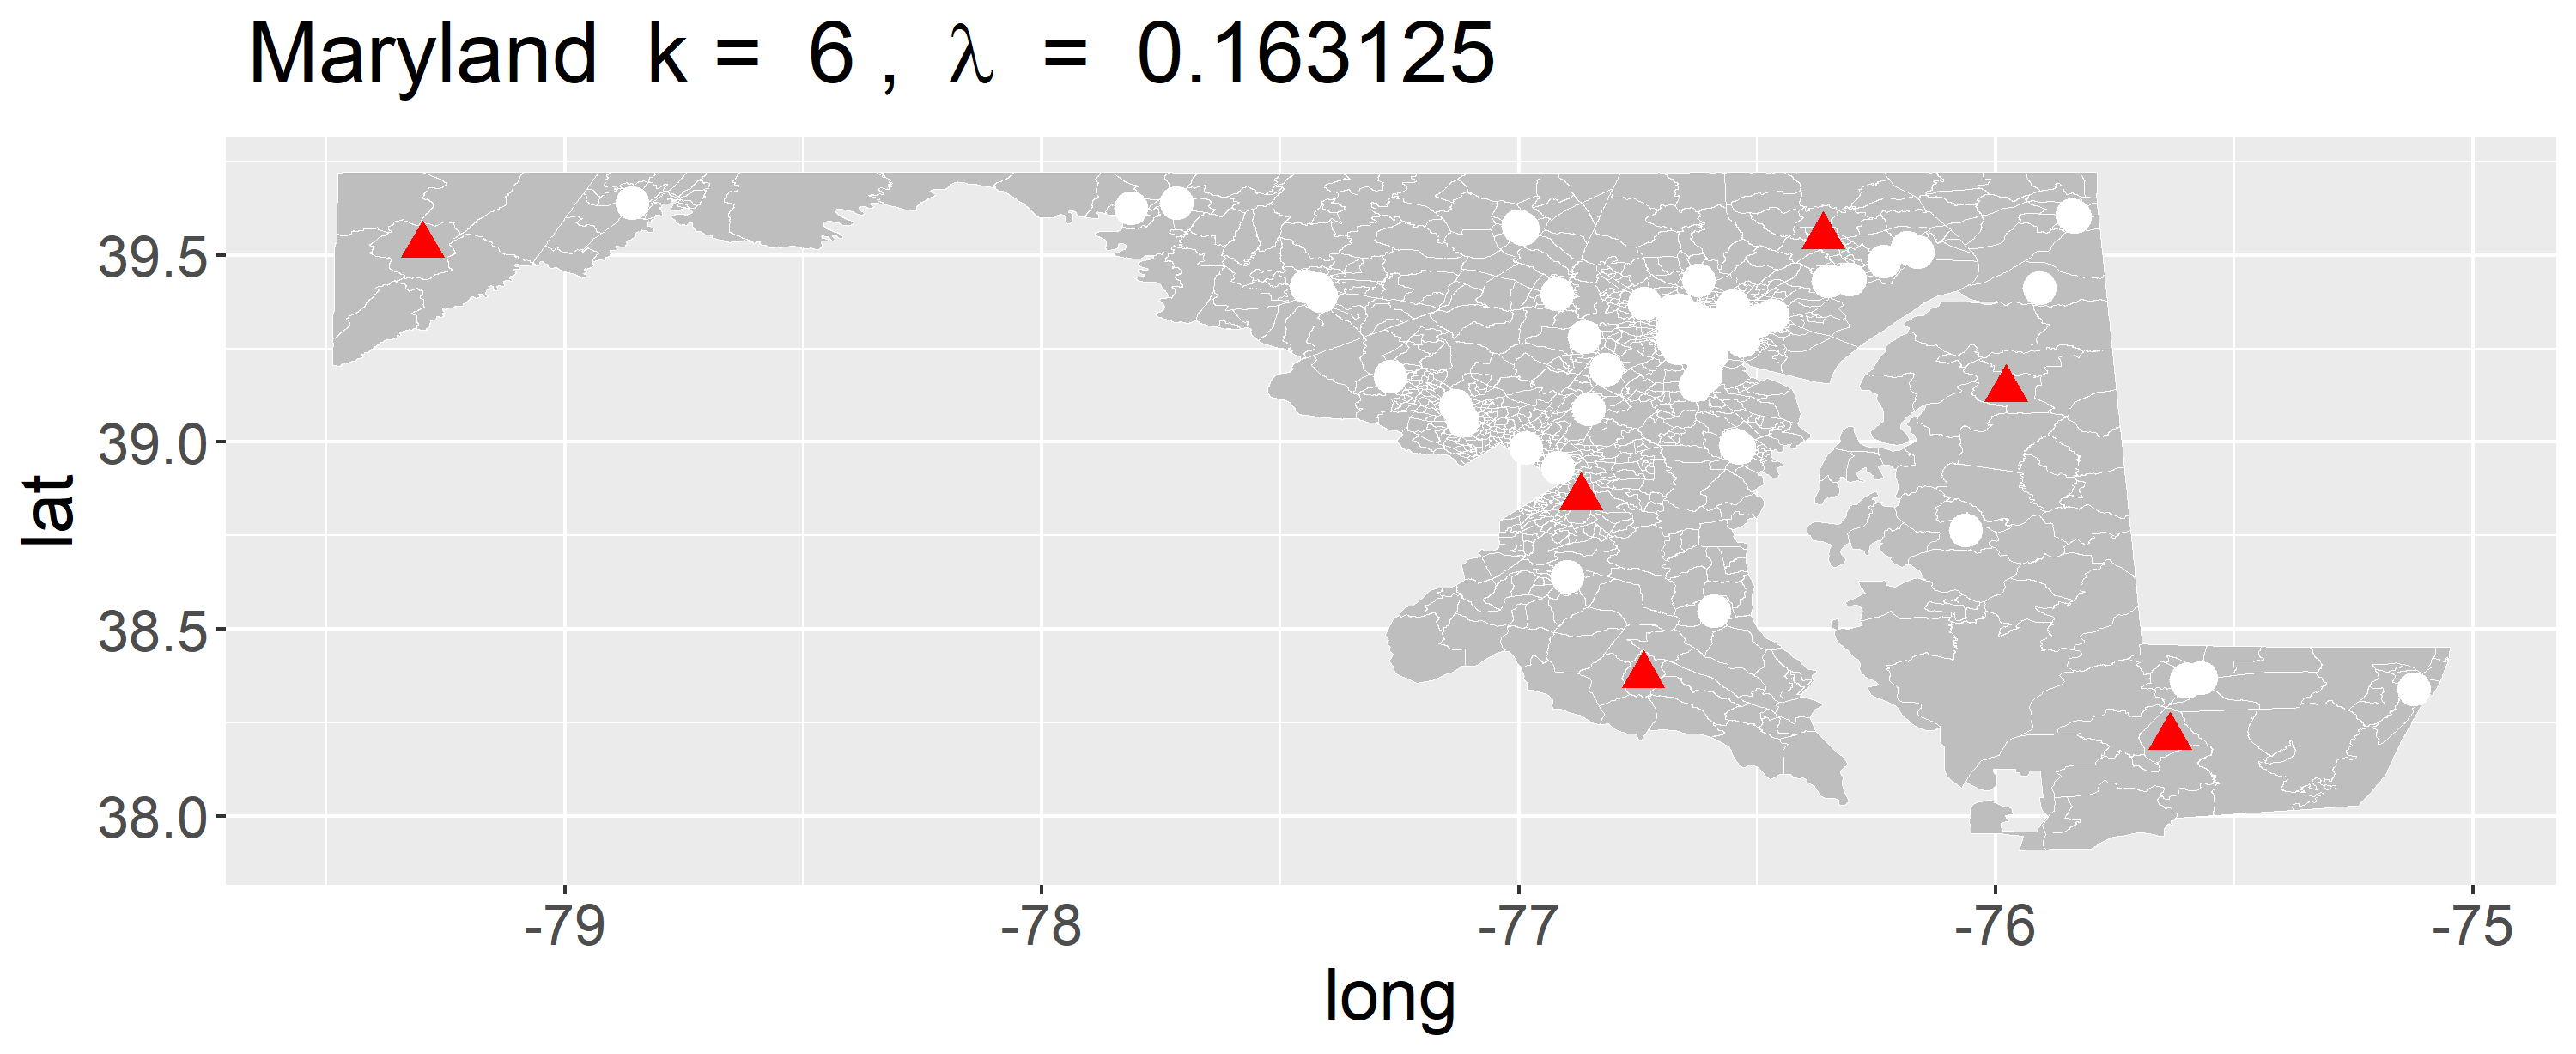 Maryland k = 6 , λ = 0.163125
39.5
39.0
38.5
38.0
lat
-79 -78 -77 -76 -75
long